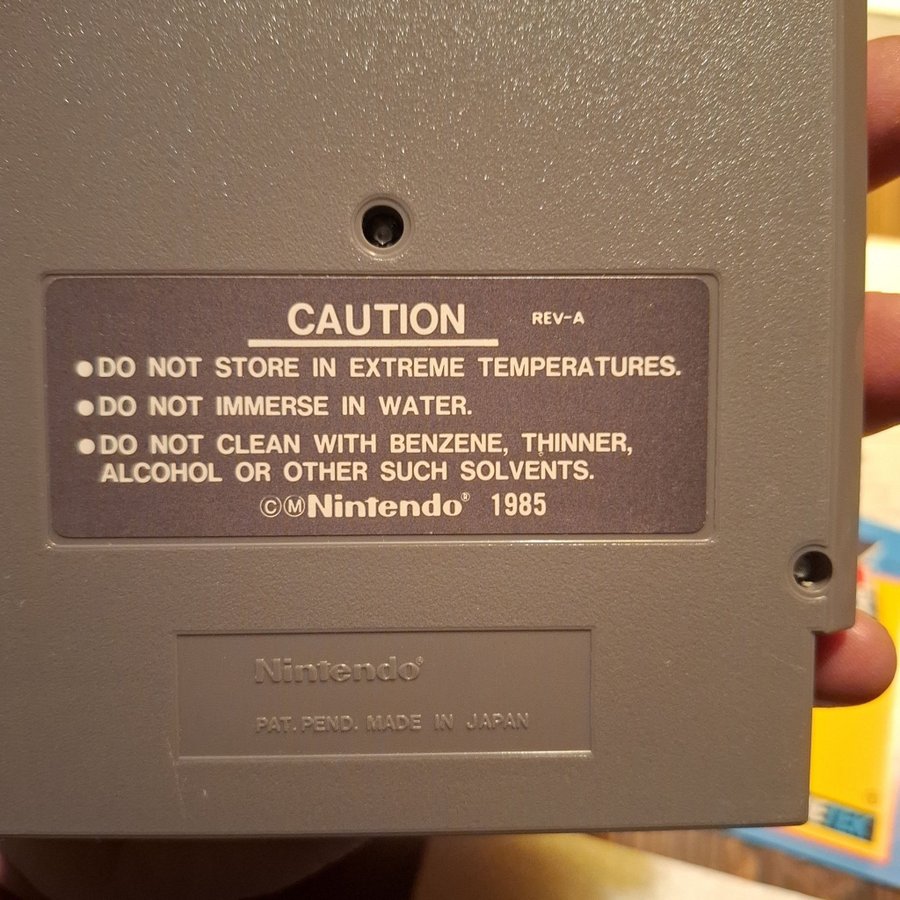 CAUTION REV-A
●DO NOT STORE IN EXTREME TEMPERATURES.
●DO NOT IMMERSE IN WATER.
●DO NOT CLEAN WITH BENZENE, THINNER,
ALCOHOL OR OTHER SUCH SOLVENTS.
ⒸⓂNintendo® 1985
Nintendo®
PAT. PEND. MADE IN JAPAN